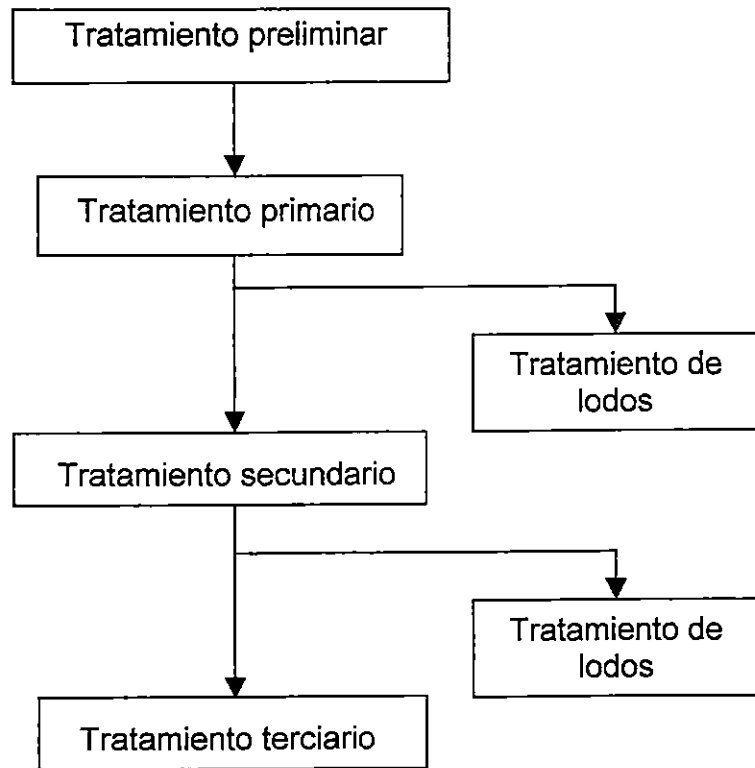 Tratamiento preliminar
Tratamiento primario
Tratamiento de
lodos
Tratamiento secundario
Tratamiento de
lodos
Tratamiento terciario